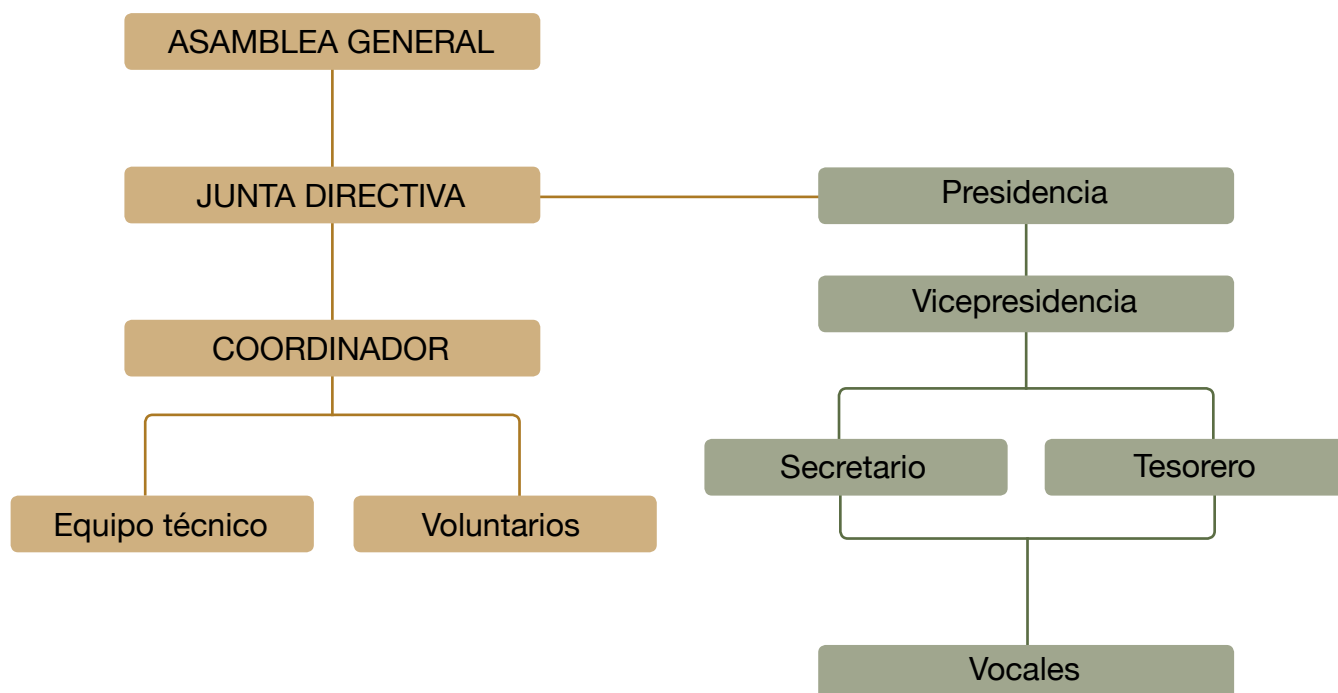 ASAMBLEA GENERAL
JUNTA DIRECTIVA
Presidencia
Vicepresidencia
COORDINADOR
Secretario
Tesorero
Equipo técnico
Voluntarios
Vocales